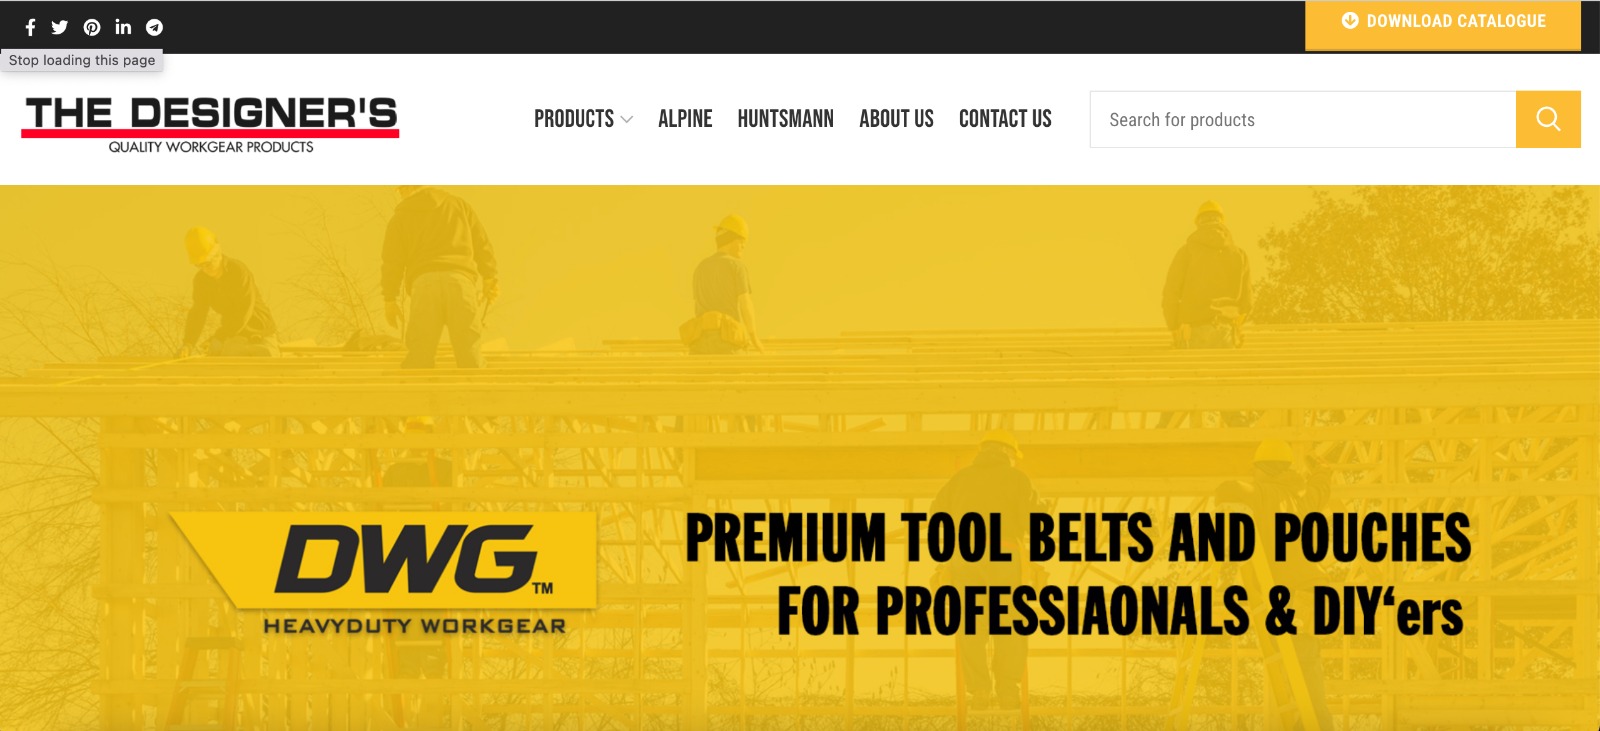 DOWNLOAD CATALOGUE
Stop loading this page
THE DESIGNER'S
QUALITY WORKGEAR PRODUCTS
PRODUCTS ALPINE HUNTSMANN ABOUT US CONTACT US
Search for products
DWG TM
HEAVYDUTY WORKGEAR
PREMIUM TOOL BELTS AND POUCHES
FOR PROFESSIAONALS & DIY‘ers